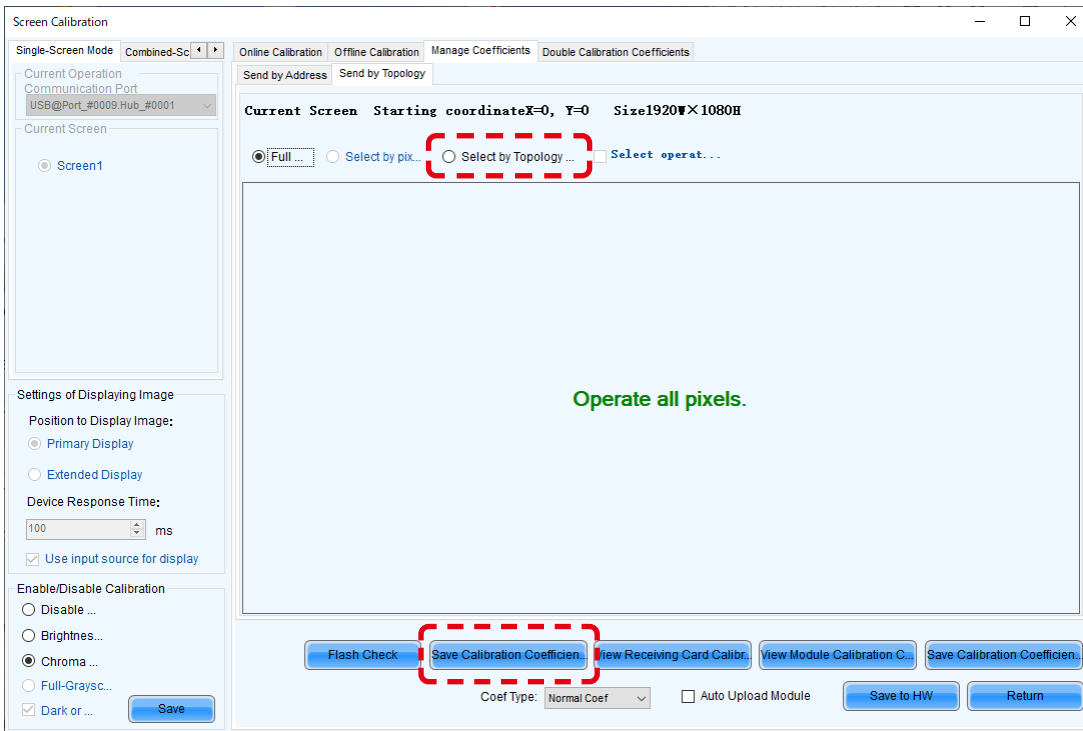 Screen Calibration
Single-Screen Mode Combined-Sc
Current Operation
Communication Port
USB@Port_#0009.Hub_#0001
Current Screen
Screen1
Settings of Displaying Image
Position to Display Image:
Primary Display
Extended Display
Device Response Time:
100 ms
Use input source for display
Enable/Disable Calibration
Disable ...
Brightnes...
Chroma ...
Full-Graysc...
Dark or ... Save
Online Calibration Offline Calibration Manage Coefficients Double Calibration Coefficients
Send by Address Send by Topology
Current Screen Starting coordinateX=0, Y=0 Size1920W×1080H
Full ... Select by pix... Select by Topology ... Select operat...
Operate all pixels.
Flash Check Save Calibration Coefficien... View Receiving Card Calibr... View Module Calibration C... Save Calibration Coefficien...
Coef Type: Normal Coef Auto Upload Module Save to HW Return